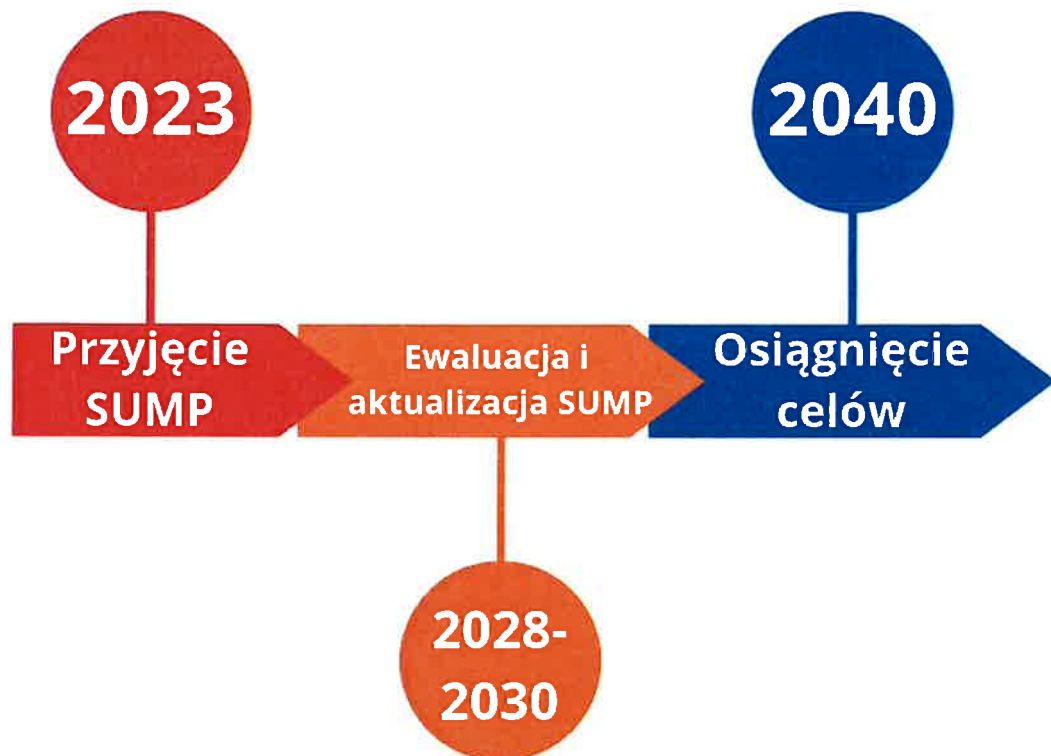 2023
2040
Przyjęcie
SUMP
Ewaluacja i
aktualizacja SUMP
Osiągnięcie
celów
2028-
2030